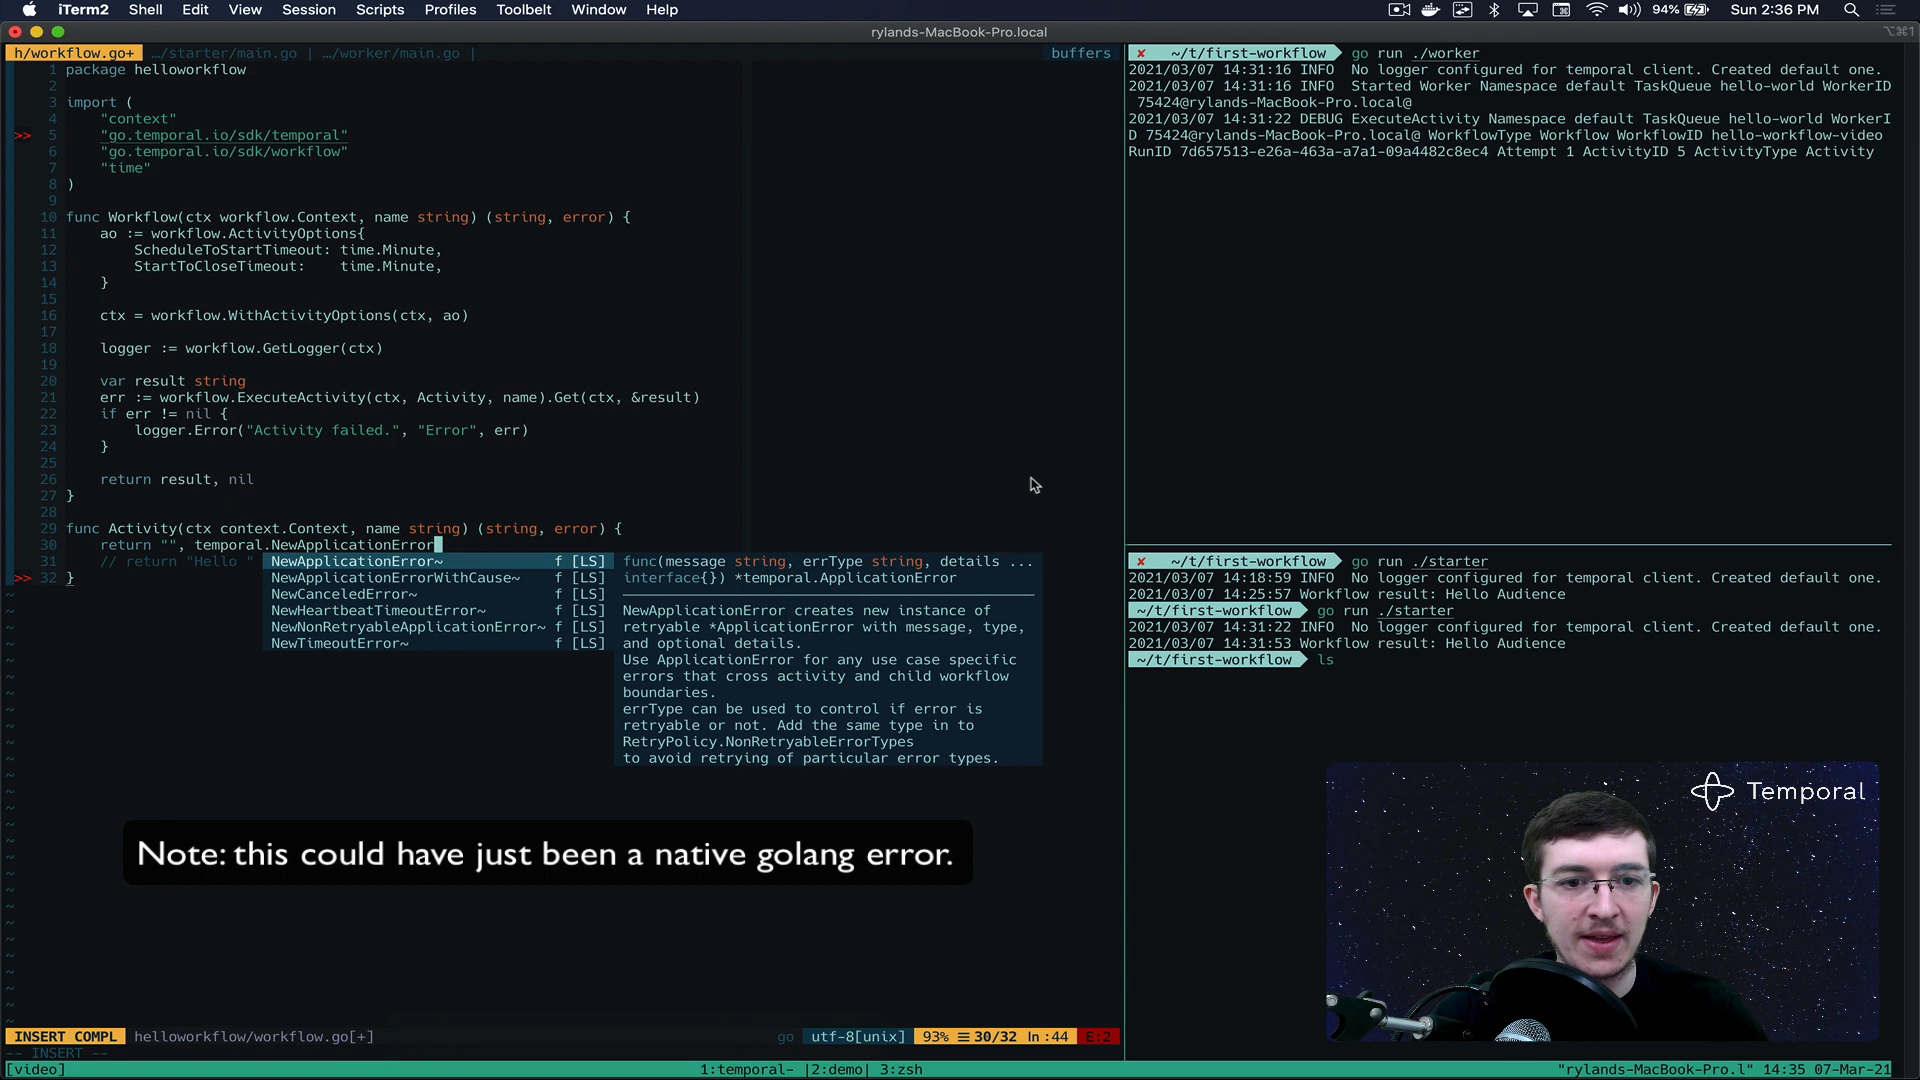 iTerm2 Shell Edit View Session Scripts Profiles Toolbelt Window Help 94% Sun 2:36 PM
rylands-MacBook-Pro.local ⌥⌘1
h/workflow.go+ …/starter/main.go | …/worker/main.go | buffers
1 package helloworkflow
2
3 import (
4 "context"
>> 5 "go.temporal.io/sdk/temporal"
6 "go.temporal.io/sdk/workflow"
7 "time"
8 )
9
10 func Workflow(ctx workflow.Context, name string) (string, error) {
11 ao := workflow.ActivityOptions{
12 ScheduleToStartTimeout: time.Minute,
13 StartToCloseTimeout: time.Minute,
14 }
15
16 ctx = workflow.WithActivityOptions(ctx, ao)
17
18 logger := workflow.GetLogger(ctx)
19
20 var result string
21 err := workflow.ExecuteActivity(ctx, Activity, name).Get(ctx, &result)
22 if err != nil {
23 logger.Error("Activity failed.", "Error", err)
24 }
25
26 return result, nil
27 }
28
29 func Activity(ctx context.Context, name string) (string, error) {
30 return "", temporal.NewApplicationError
31 // return "Hello "
>> 32 }
NewApplicationError~ f [LS]
NewApplicationErrorWithCause~ f [LS]
NewCanceledError~ f [LS]
NewHeartbeatTimeoutError~ f [LS]
NewNonRetryableApplicationError~ f [LS]
NewTimeoutError~ f [LS]
func(message string, errType string, details ...
interface{}) *temporal.ApplicationError
NewApplicationError creates new instance of
retryable *ApplicationError with message, type,
and optional details.
Use ApplicationError for any use case specific
errors that cross activity and child workflow
boundaries.
errType can be used to control if error is
retryable or not. Add the same type in to
RetryPolicy.NonRetryableErrorTypes
to avoid retrying of particular error types.
Note: this could have just been a native golang error.
INSERT COMPL helloworkflow/workflow.go[+] go utf-8[unix] 93% ≡ 30/32 ln :44 E:2
-- INSERT --
✘ ~/t/first-workflow go run ./worker
2021/03/07 14:31:16 INFO No logger configured for temporal client. Created default one.
2021/03/07 14:31:16 INFO Started Worker Namespace default TaskQueue hello-world WorkerID
75424@rylands-MacBook-Pro.local@
2021/03/07 14:31:22 DEBUG ExecuteActivity Namespace default TaskQueue hello-world WorkerI
D 75424@rylands-MacBook-Pro.local@ WorkflowType Workflow WorkflowID hello-workflow-video
RunID 7d657513-e26a-463a-a7a1-09a4482c8ec4 Attempt 1 ActivityID 5 ActivityType Activity
✘ ~/t/first-workflow go run ./starter
2021/03/07 14:18:59 INFO No logger configured for temporal client. Created default one.
2021/03/07 14:25:57 Workflow result: Hello Audience
~/t/first-workflow go run ./starter
2021/03/07 14:31:22 INFO No logger configured for temporal client. Created default one.
2021/03/07 14:31:53 Workflow result: Hello Audience
~/t/first-workflow ls
Temporal
[video] 1:temporal- |2:demo| 3:zsh "rylands-MacBook-Pro.l" 14:35 07-Mar-21